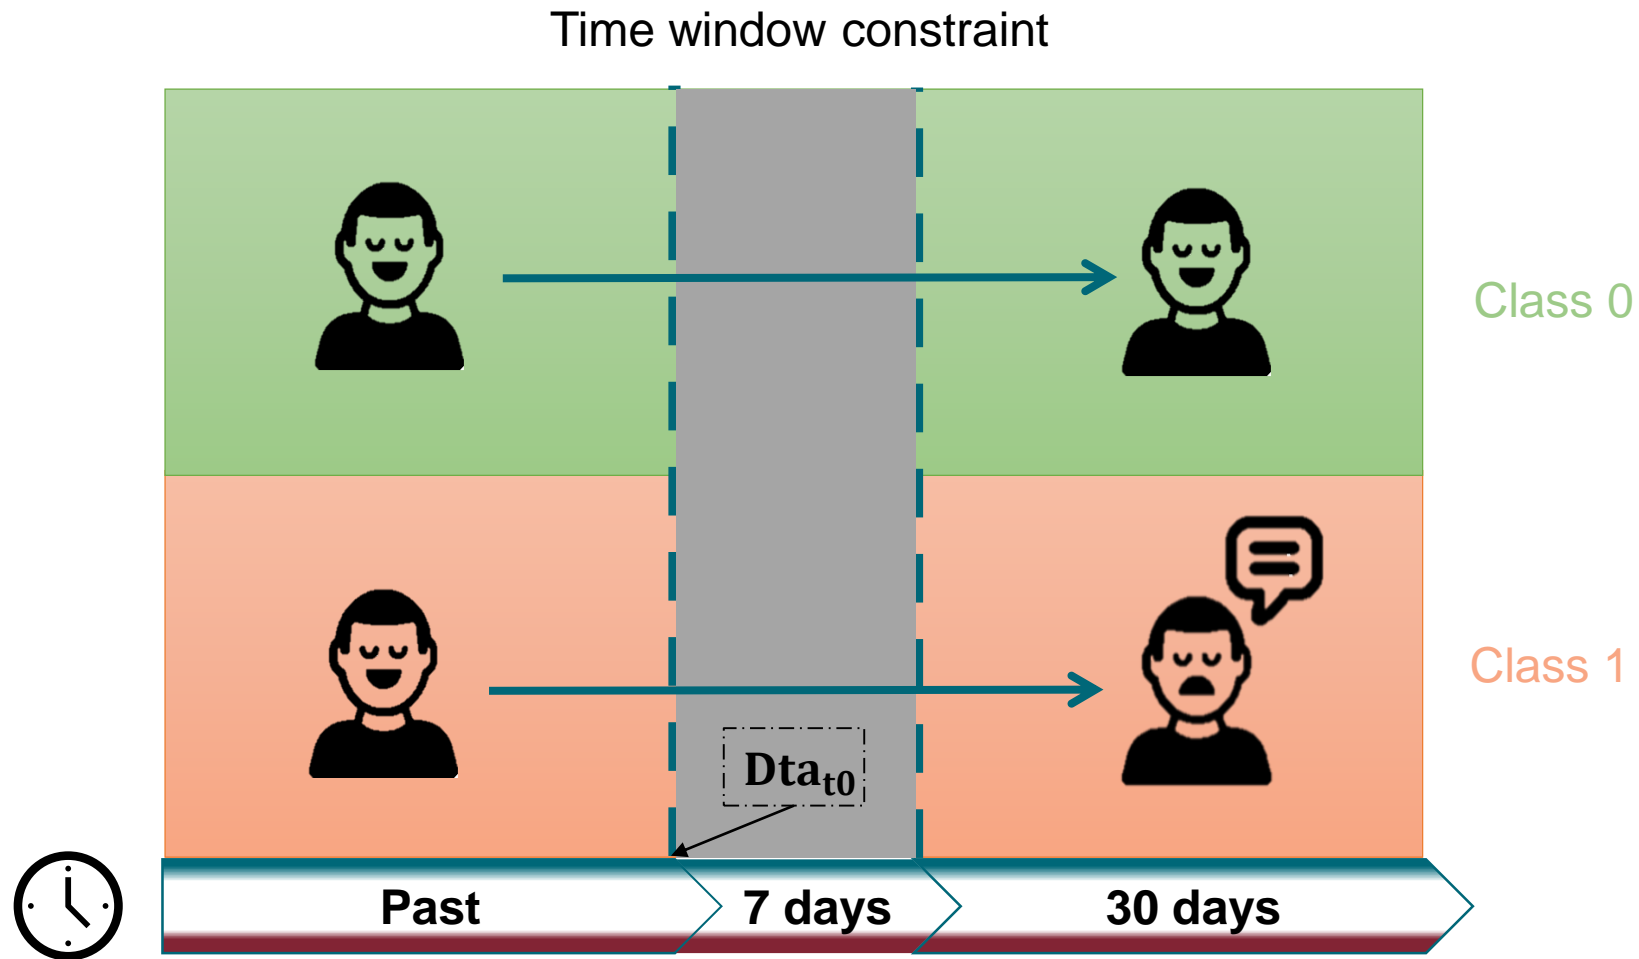 Time window constraint
Class 0
Class 1
Dta_t0
Past
7 days
30 days